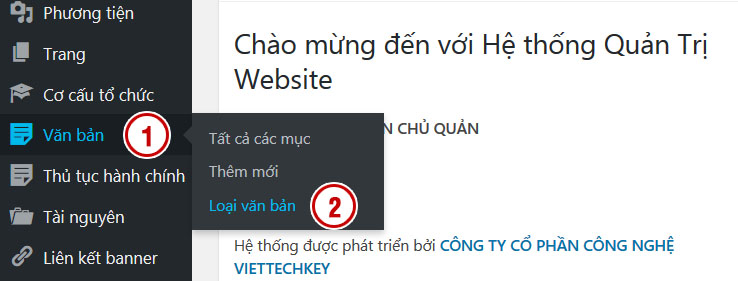 Phương tiện
Trang
Cơ cấu tổ chức
Văn bản
1
Thủ tục hành chính
Tài nguyên
Liên kết banner
Tất cả các mục
Thêm mới
Loại văn bản
2
Chào mừng đến với Hệ thống Quản Trị
Website
N CHỦ QUẢN
Hệ thống được phát triển bởi CÔNG TY CỔ PHẦN CÔNG NGHỆ
VIETTECHKEY